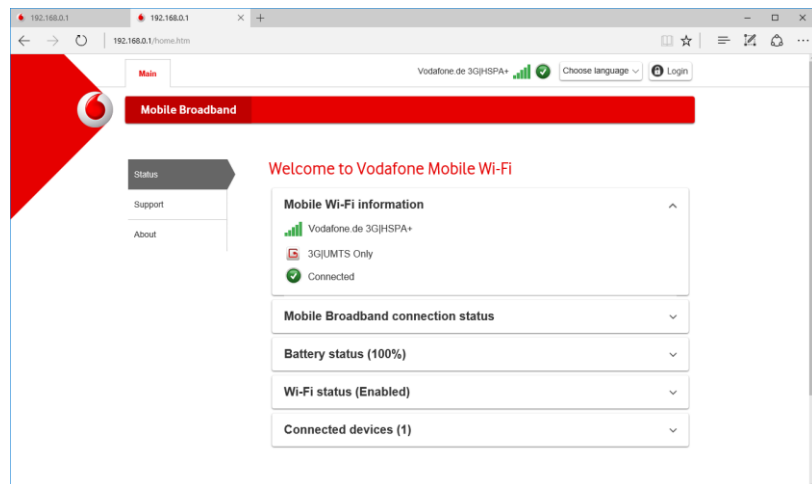 192.168.0.1
192.168.0.1
192.168.0.1/home.htm
Main
Vodafone.de 3G|HSPA+
Choose language
Login
Mobile Broadband
Status
Support
About
Welcome to Vodafone Mobile Wi-Fi
Mobile Wi-Fi information
Vodafone.de 3G|HSPA+
3G|UMTS Only
Connected
Mobile Broadband connection status
Battery status (100%)
Wi-Fi status (Enabled)
Connected devices (1)